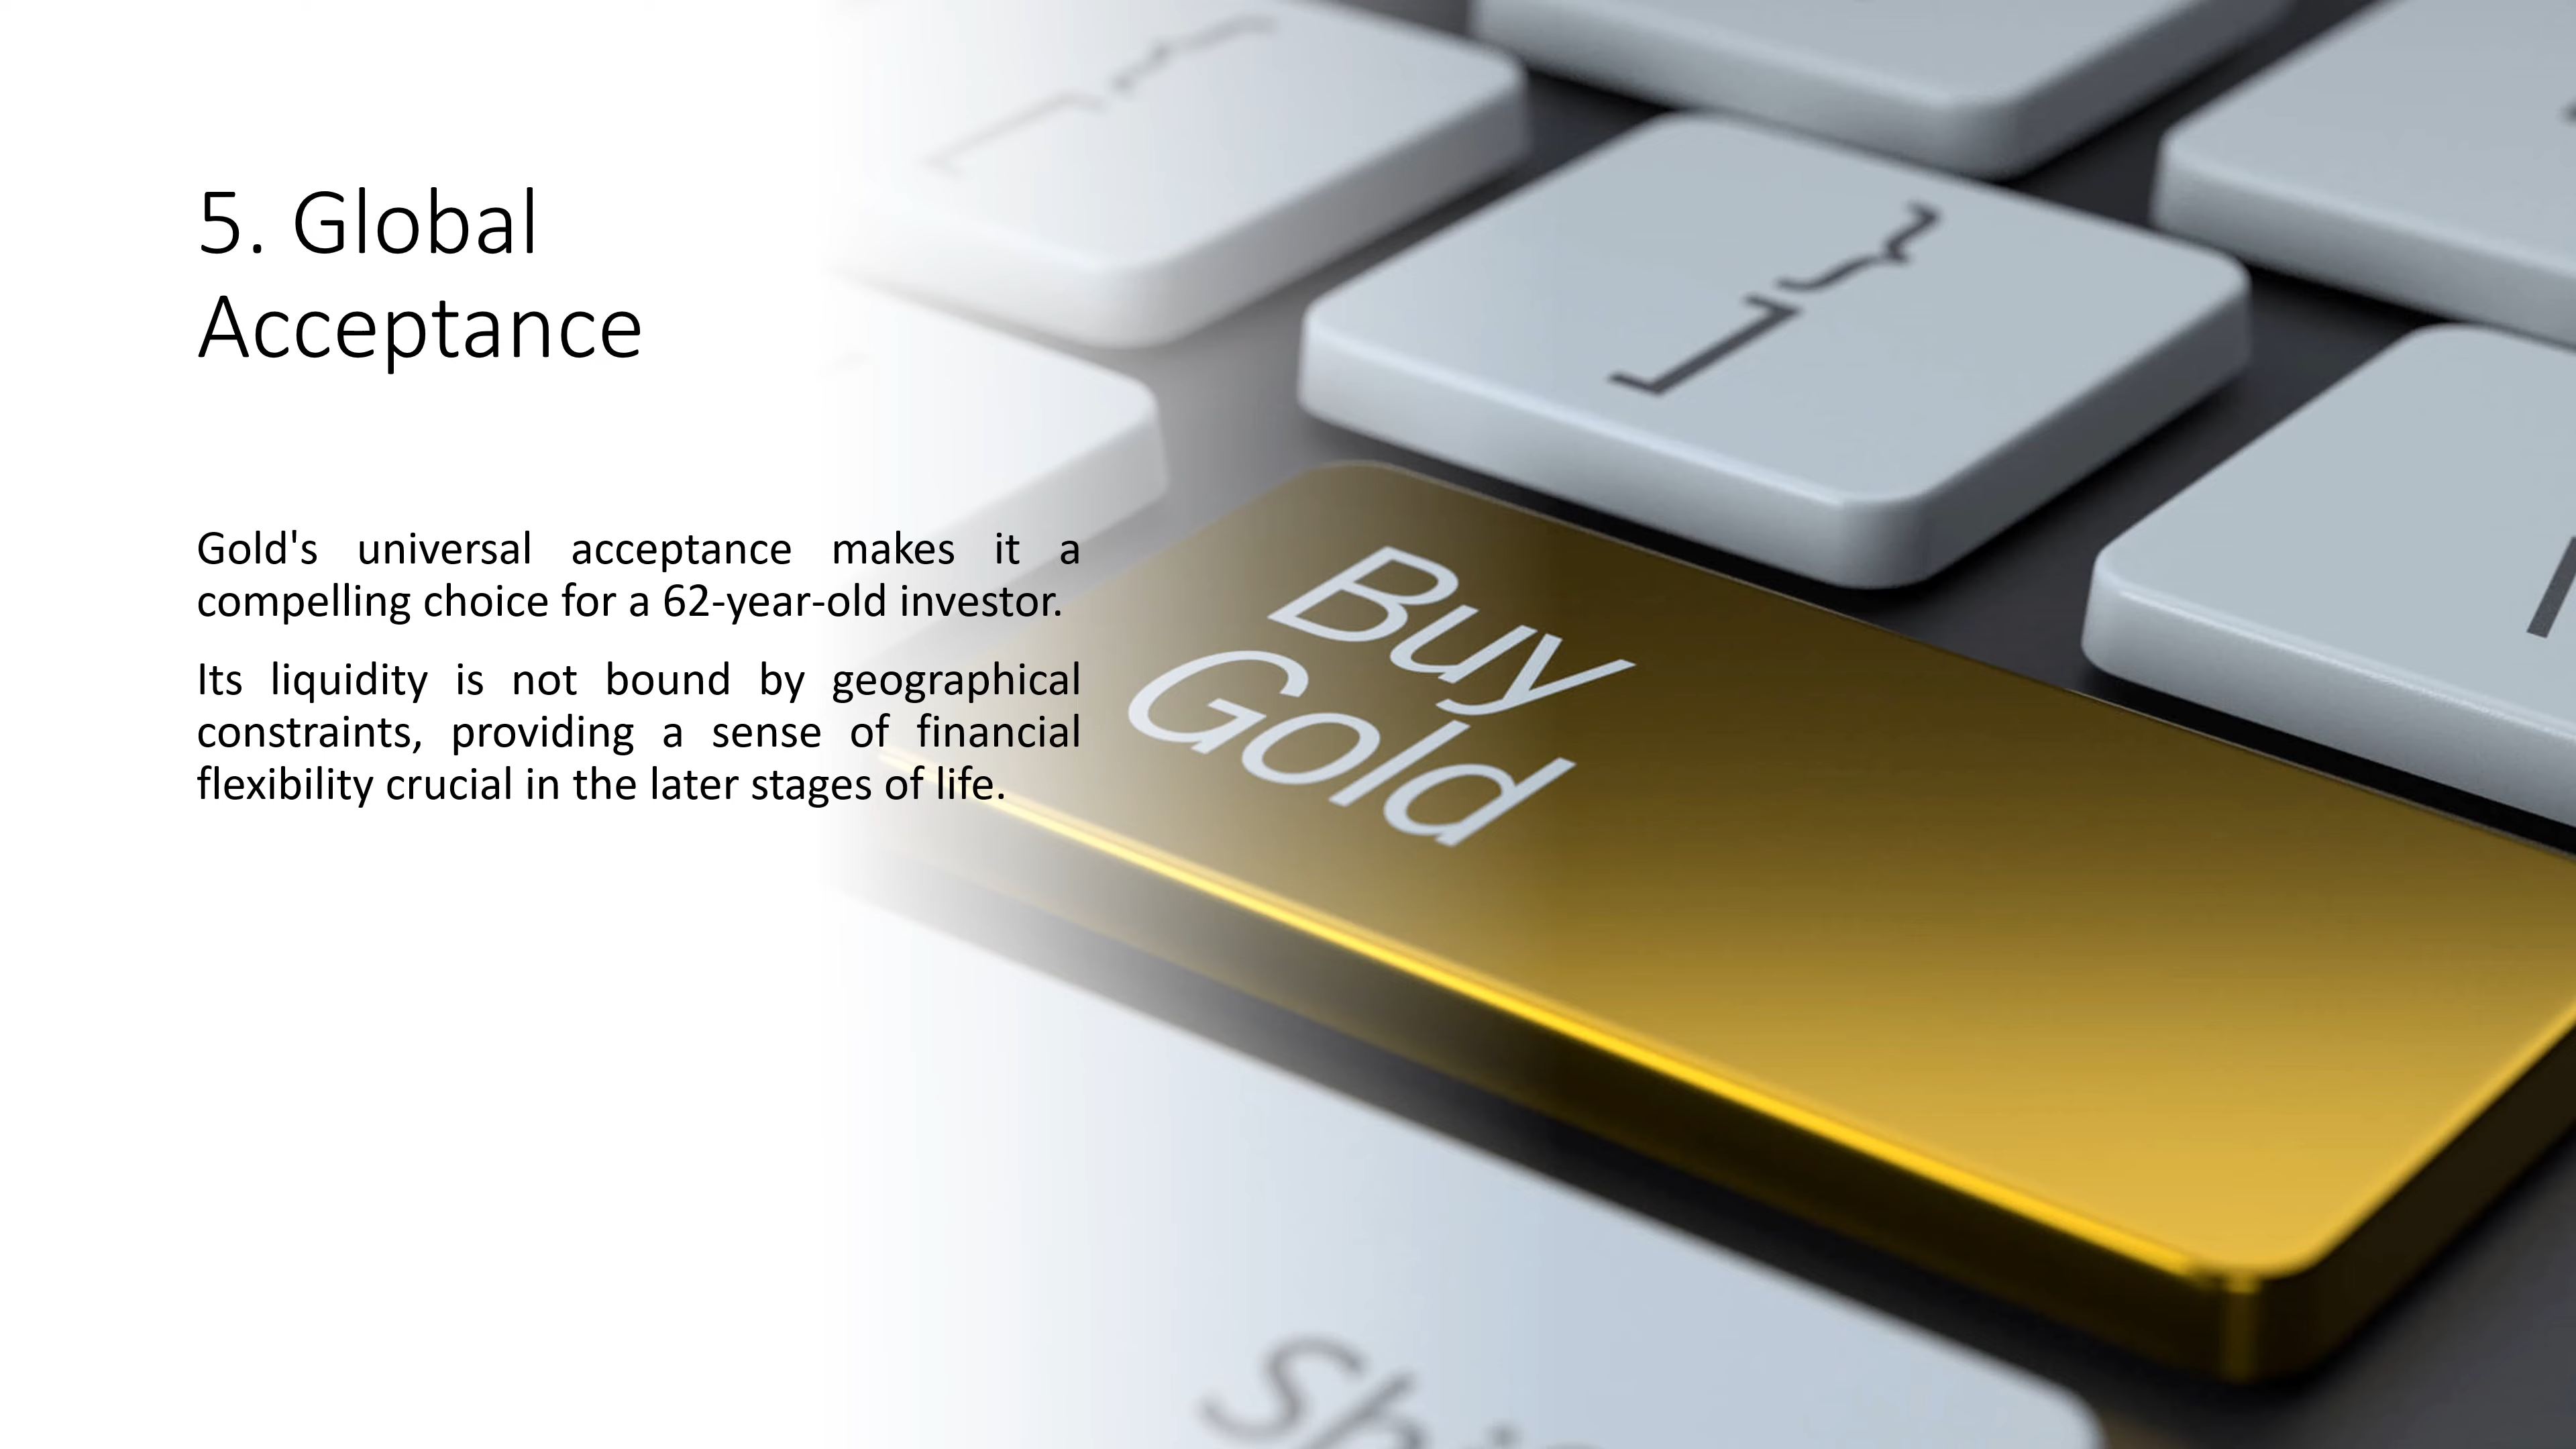 5. Global
Acceptance
Gold's universal acceptance makes it a
compelling choice for a 62-year-old investor.
Its liquidity is not bound by geographical
constraints, providing a sense of financial
flexibility crucial in the later stages of life.
}
]
Buy
Gold